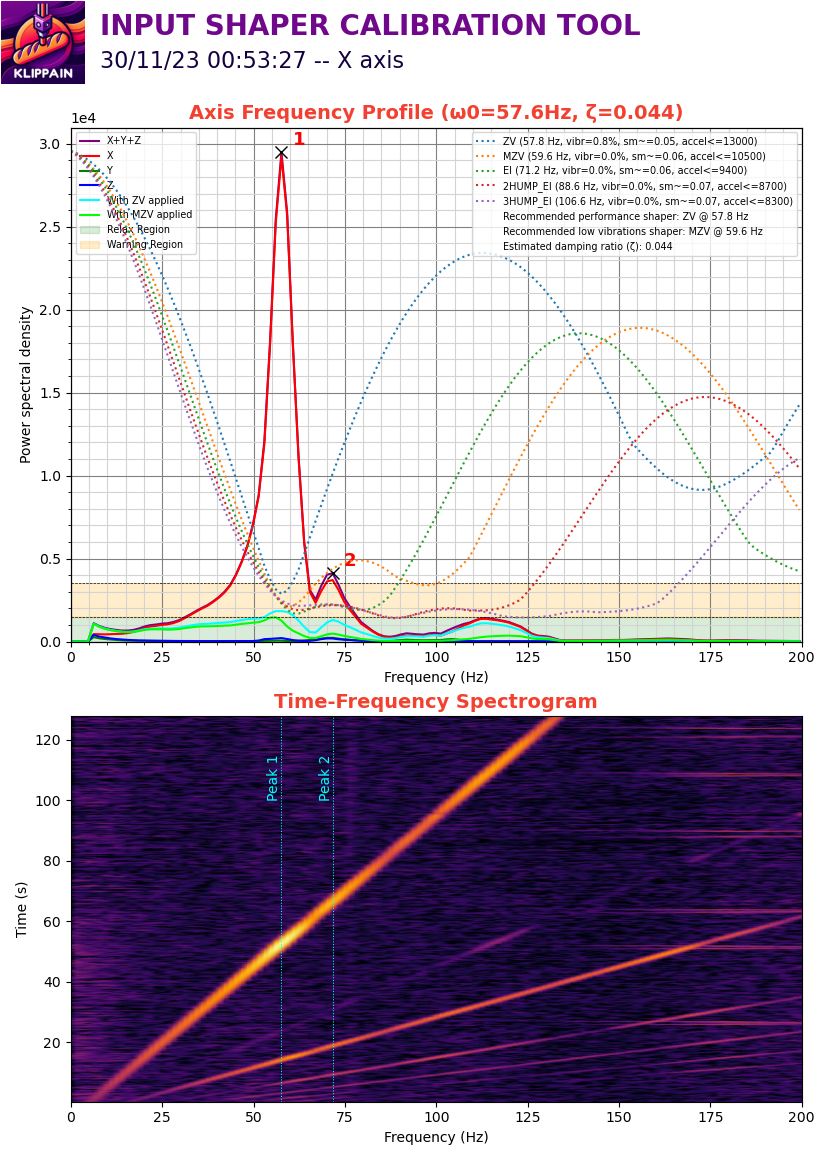 INPUT SHAPER CALIBRATION TOOL
30/11/23 00:53:27 -- X axis
KLIPPAIN
Axis Frequency Profile (ω0=57.6Hz, ζ=0.044)
1e4
X+Y+Z
X
Y
Z
With ZV applied
With MZV applied
Relax Region
Warning Region
1
2
ZV (57.8 Hz, vibr=0.8%, sm~=0.05, accel<=13000)
MZV (59.6 Hz, vibr=0.0%, sm~=0.06, accel<=10500)
EI (71.2 Hz, vibr=0.0%, sm~=0.06, accel<=9400)
2HUMP_EI (88.6 Hz, vibr=0.0%, sm~=0.07, accel<=8700)
3HUMP_EI (106.6 Hz, vibr=0.0%, sm~=0.07, accel<=8300)
Recommended performance shaper: ZV @ 57.8 Hz
Recommended low vibrations shaper: MZV @ 59.6 Hz
Estimated damping ratio (ζ): 0.044
Power spectral density
3.0
2.5
2.0
1.5
1.0
0.5
0.0
0 25 50 75 100 125 150 175 200
Frequency (Hz)
Time-Frequency Spectrogram
Peak 1
Peak 2
Time (s)
120
100
80
60
40
20
0 25 50 75 100 125 150 175 200
Frequency (Hz)